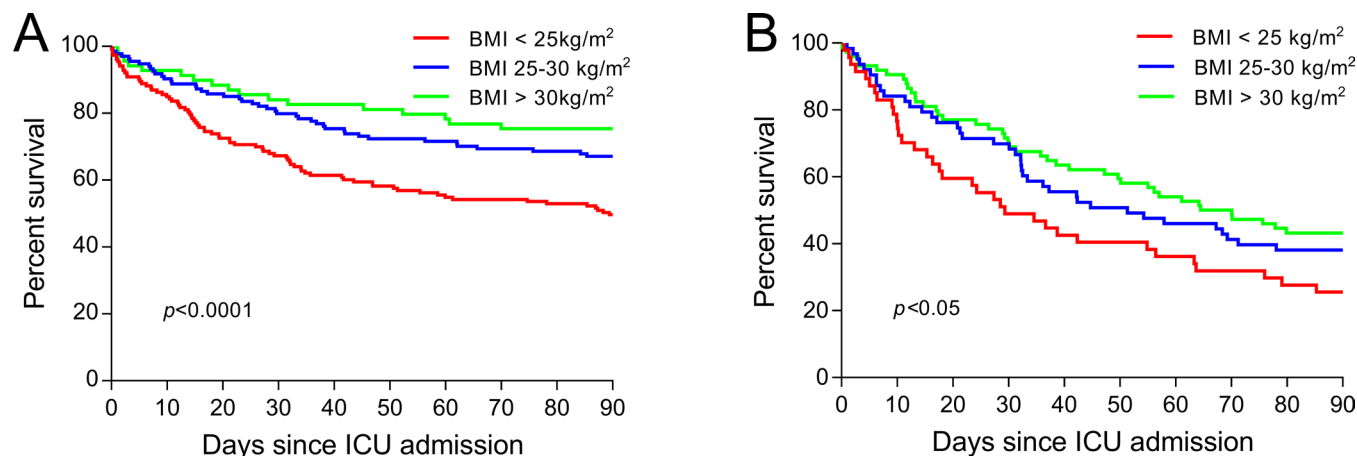 A
BMI < 25kg/m²
BMI 25-30 kg/m²
BMI > 30kg/m²
Percent survival
100
80
60
40
20
0
p<0.0001
0 10 20 30 40 50 60 70 80 90
Days since ICU admission
B
BMI < 25 kg/m²
BMI 25-30 kg/m²
BMI > 30 kg/m²
Percent survival
100
80
60
40
20
0
p<0.05
0 10 20 30 40 50 60 70 80 90
Days since ICU admission